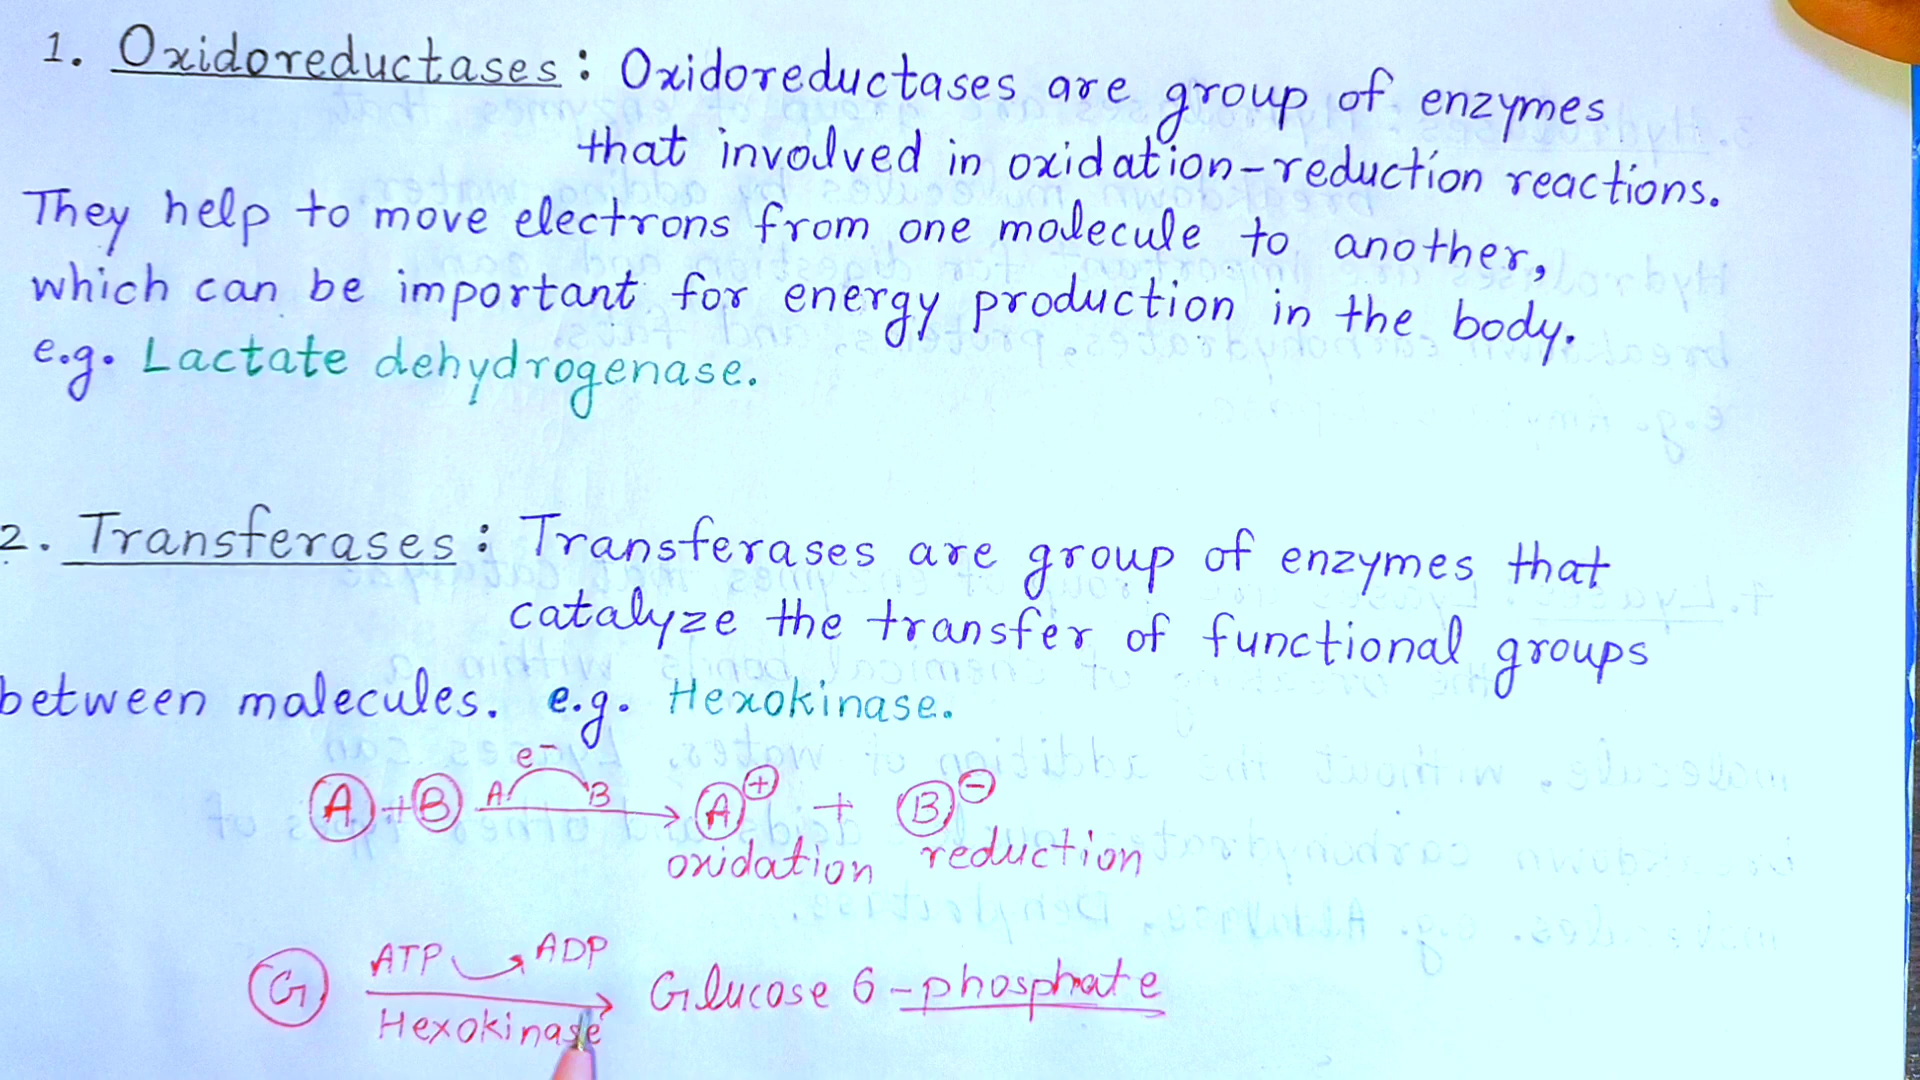 1. Oxidoreductases : Oxidoreductases are group of enzymes
that involved in oxidation-reduction reactions.
They help to move electrons from one molecule to another,
which can be important for energy production in the body.
e.g. Lactate dehydrogenase.
2. Transferases : Transferases are group of enzymes that
catalyze the transfer of functional groups
between molecules. e.g. Hexokinase.
e-
A + B A B A + + B -
oxidation reduction
ATP ADP
G Glucose 6-phosphate
Hexokinase